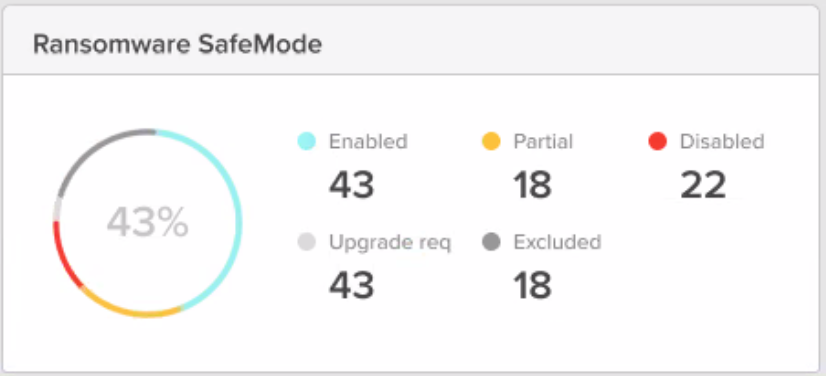 Ransomware SafeMode
43%
Enabled
43
Partial
18
Disabled
22
Upgrade req
43
Excluded
18